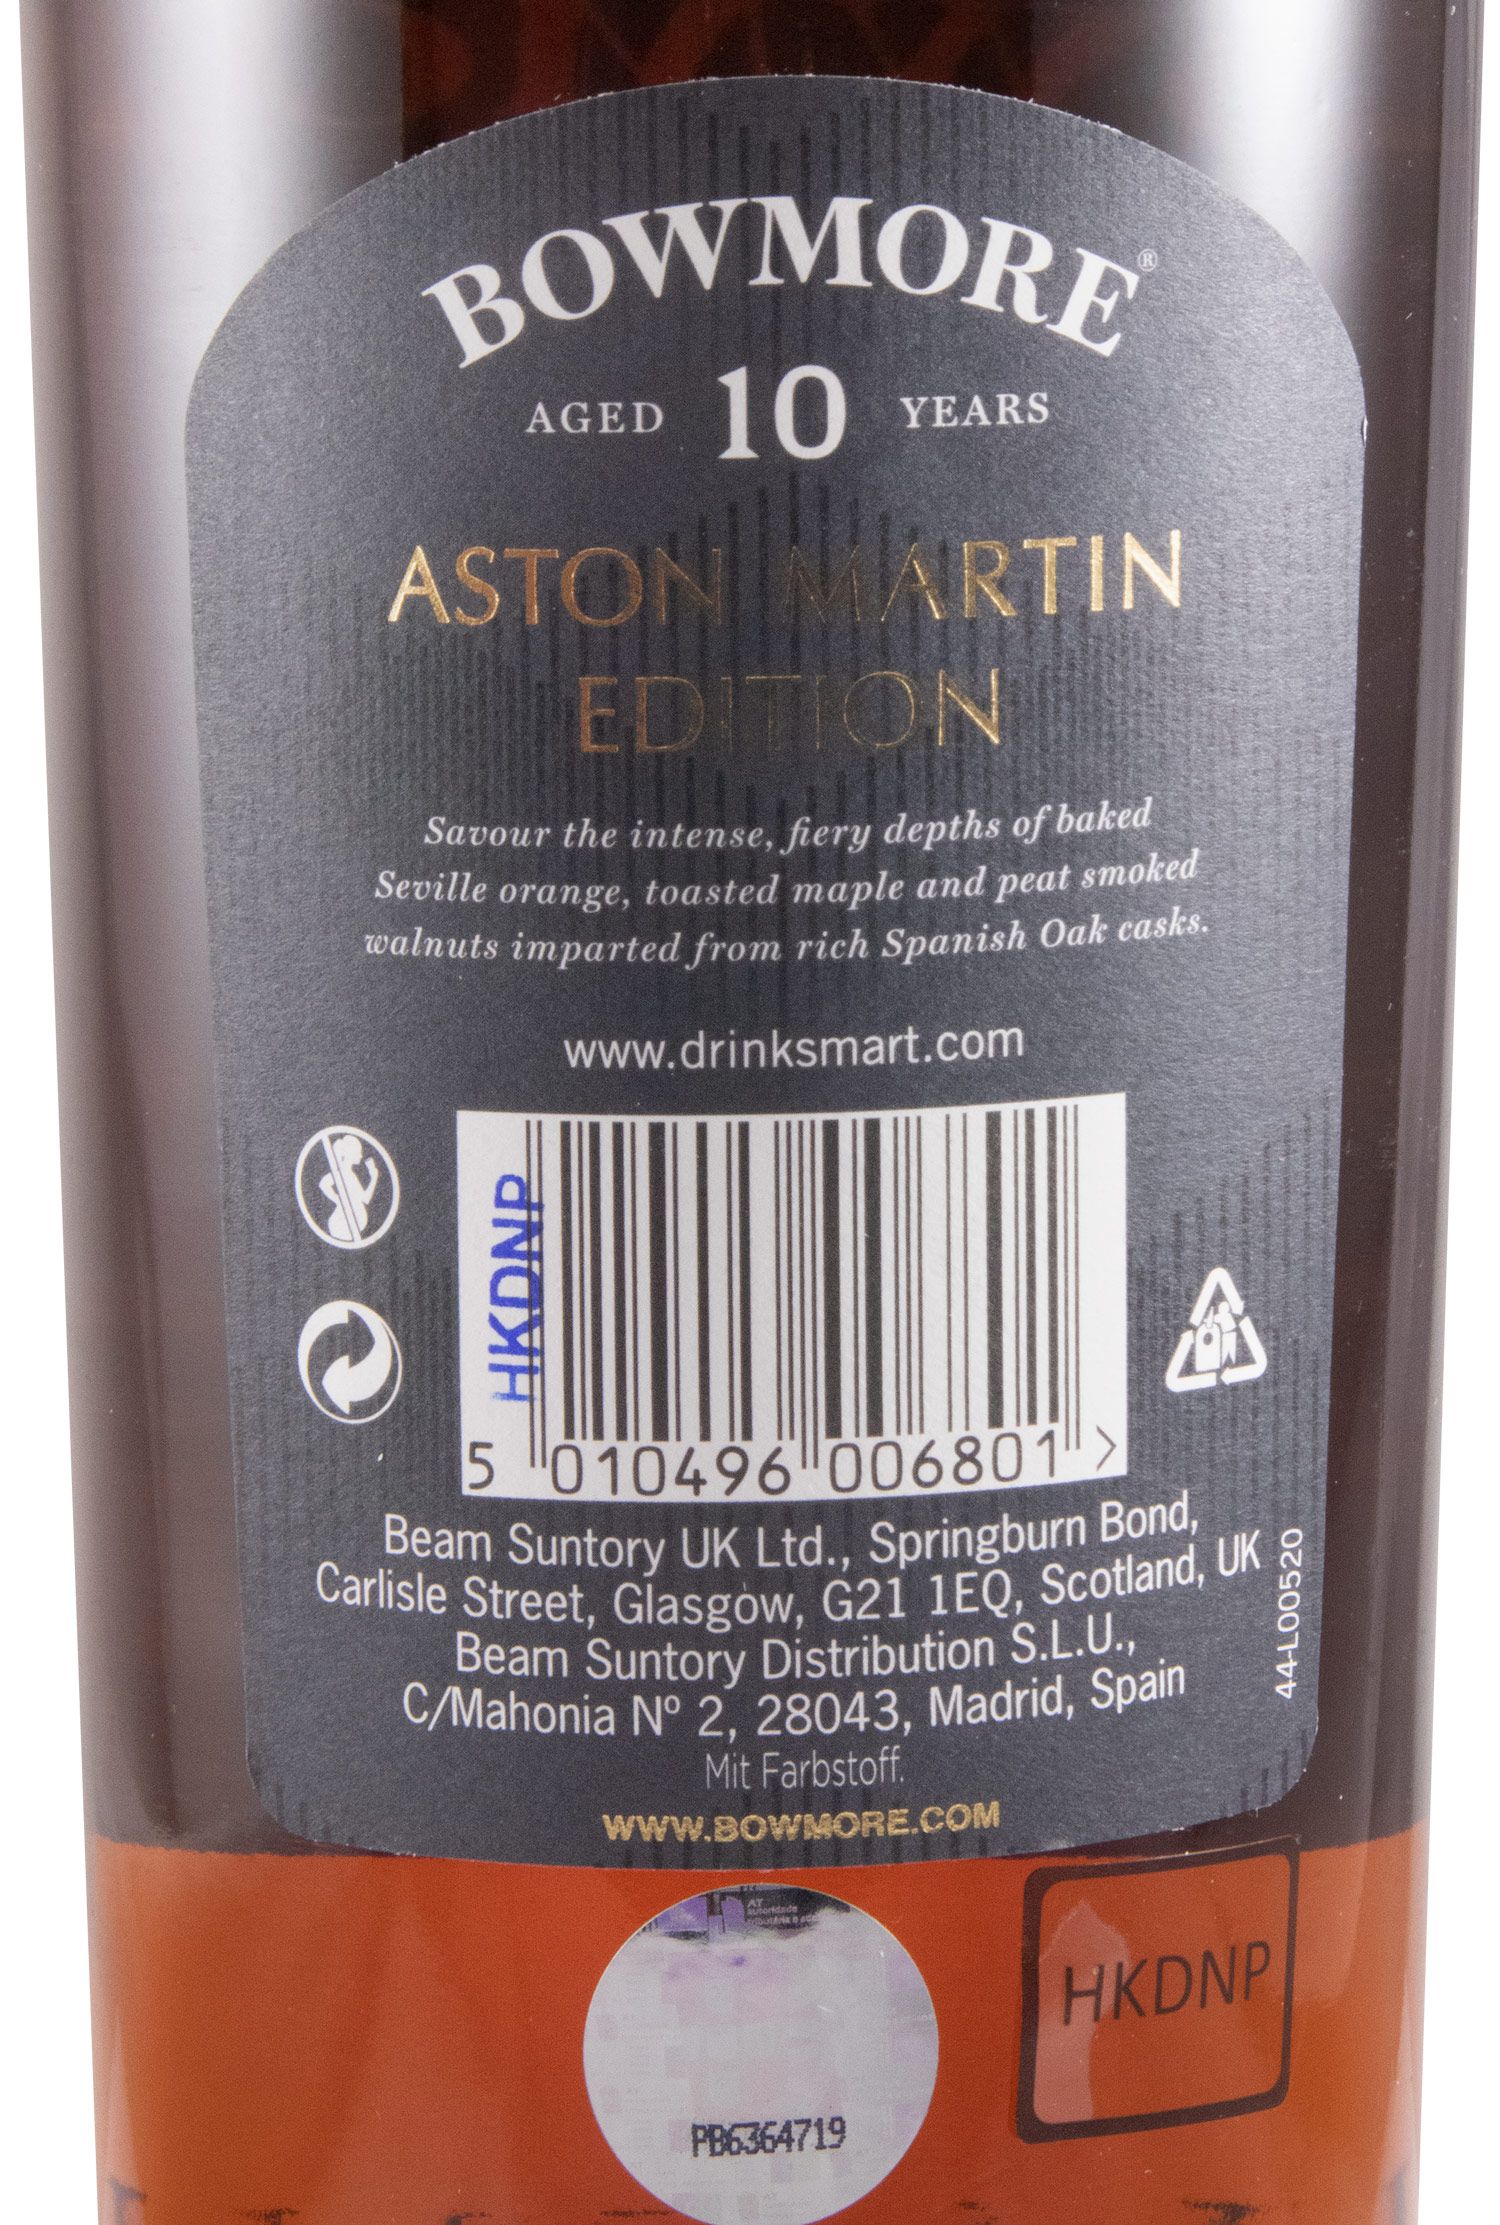 BOWMORE®
AGED 10 YEARS
ASTON MARTIN
EDITION
Savour the intense, fiery depths of baked
Seville orange, toasted maple and peat smoked
walnuts imparted from rich Spanish Oak casks.
www.drinksmart.com
HKDNP
5 010496 006801 >
Beam Suntory UK Ltd., Springburn Bond,
Carlisle Street, Glasgow, G21 1EQ, Scotland, UK
Beam Suntory Distribution S.L.U.,
C/Mahonia Nº 2, 28043, Madrid, Spain
44-L00520
Mit Farbstoff.
WWW.BOWMORE.COM
AT
autoridade
HKDNP
PB6364719